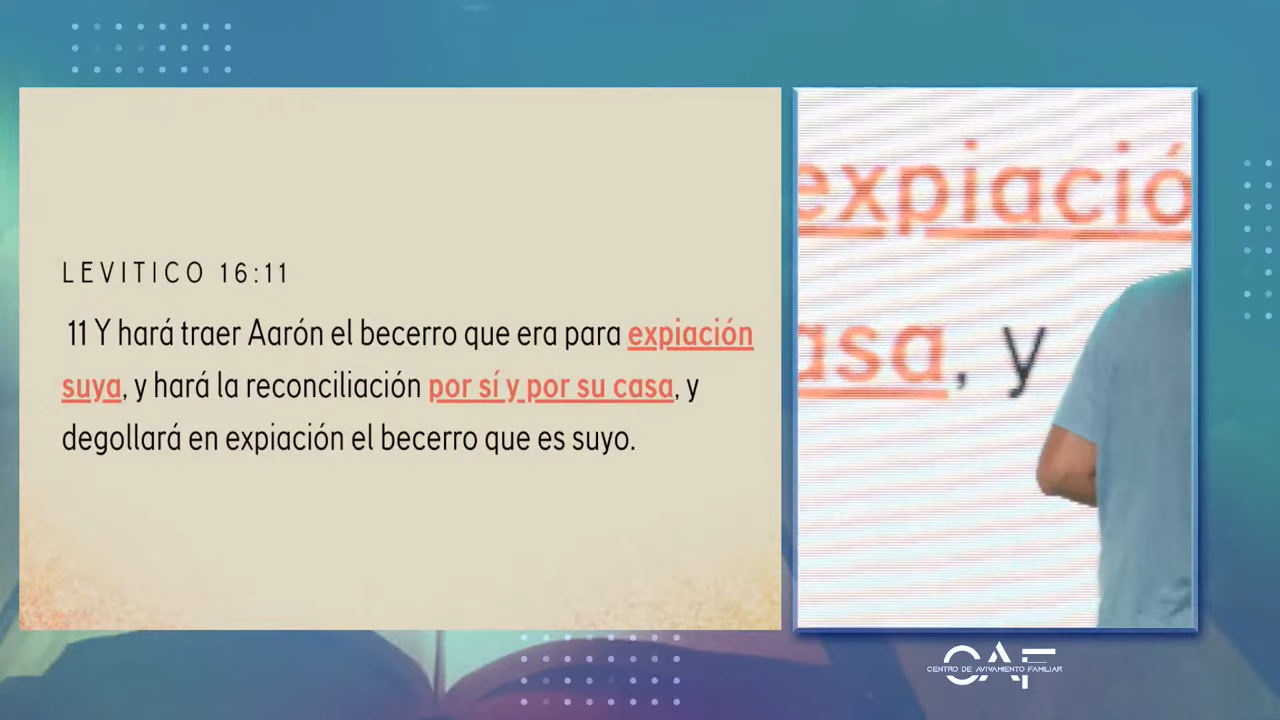 LEVITICO 16:11
11 Y hará traer Aarón el becerro que era para expiación
suya, y hará la reconciliación por sí y por su casa, y
degollará en expiación el becerro que es suyo.
expiació
asa, y
CAF
CENTRO DE AVIVAMIENTO FAMILIAR